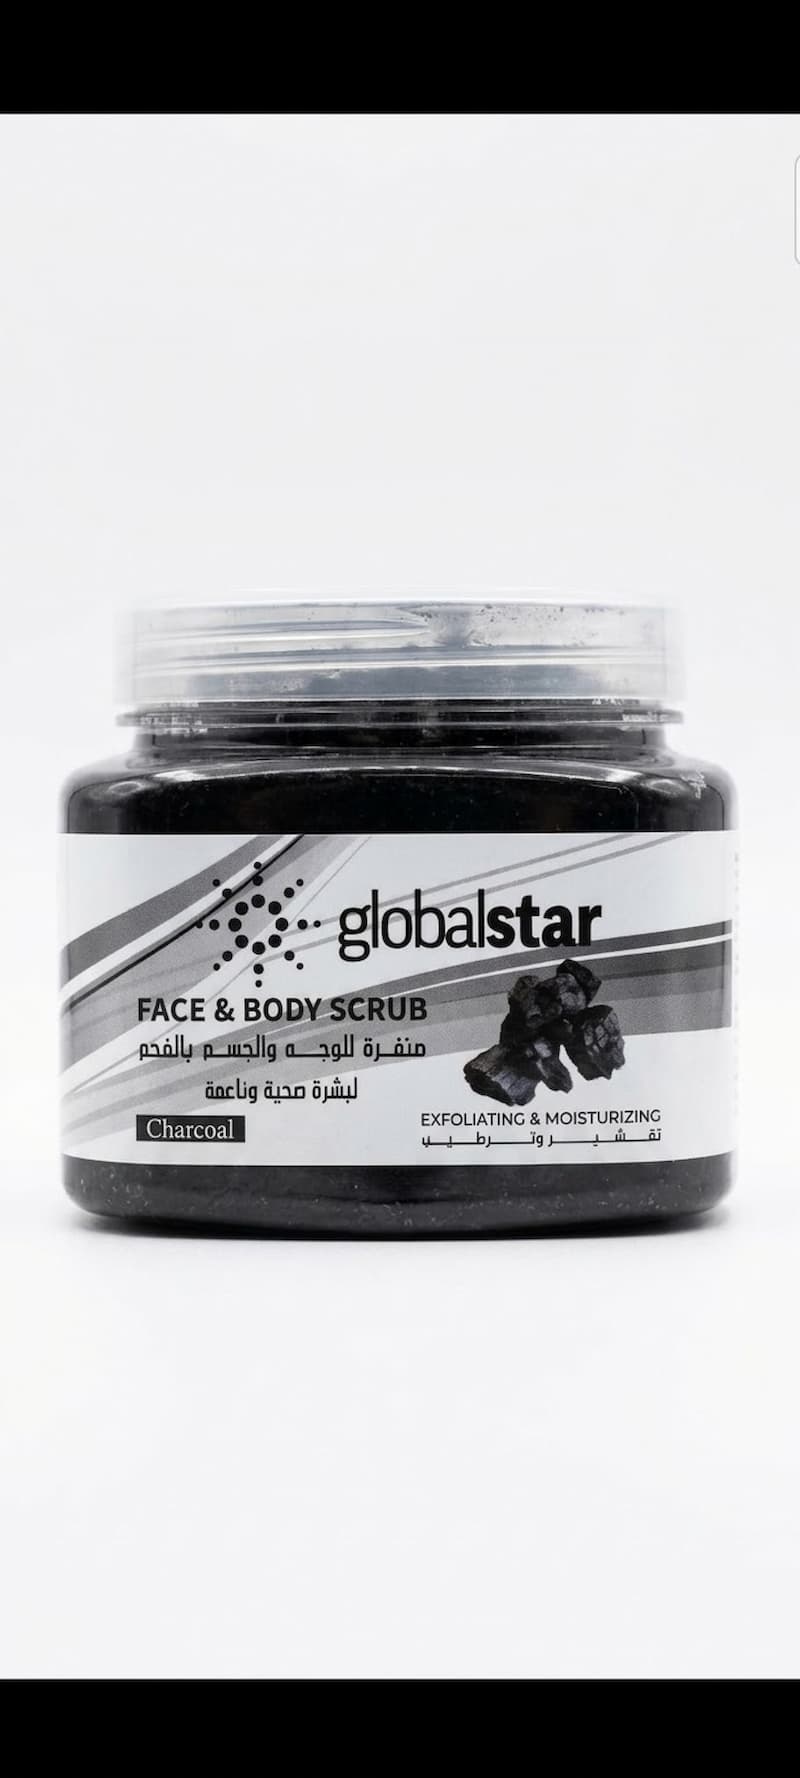 globalstar
FACE & BODY SCRUB
منفرة للوجه والجسم بالفحم
لبشرة صحية وناعمة
Charcoal
EXFOLIATING & MOISTURIZING
تقشير وترطيب